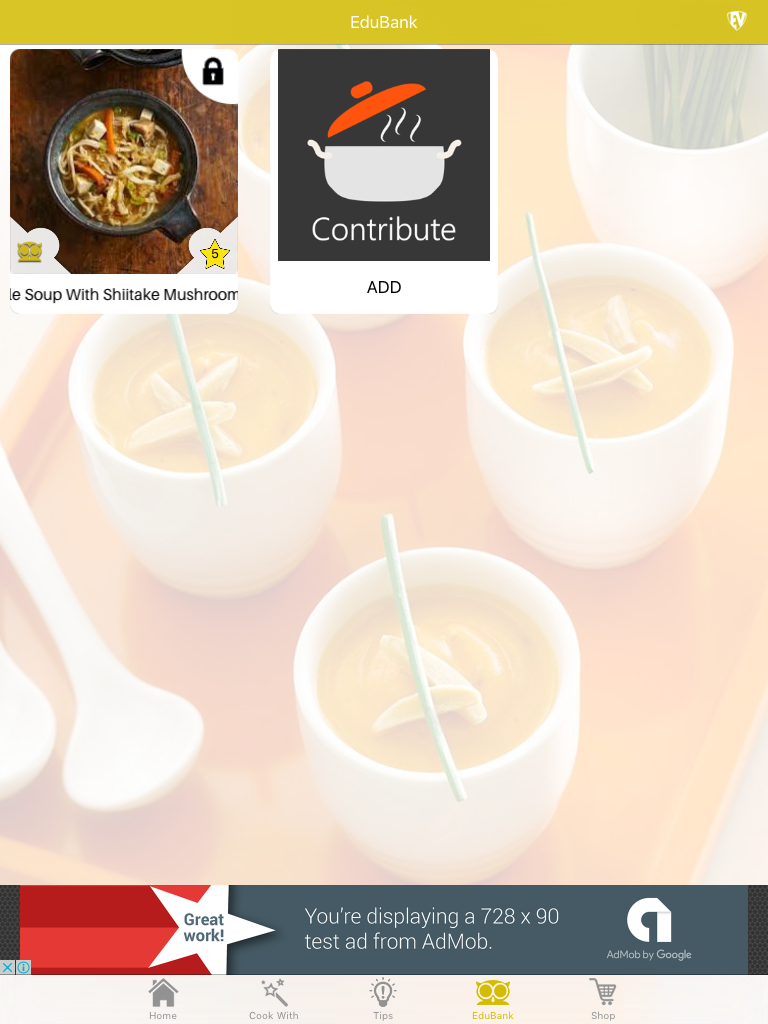 EduBank
EV
5
le Soup With Shiitake Mushroom
Contribute
ADD
Great
work!
You're displaying a 728 x 90
test ad from AdMob.
AdMob by Google
Home
Cook With
Tips
EduBank
Shop